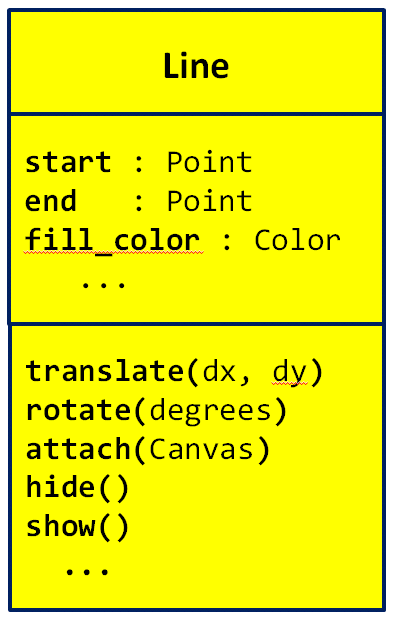 Line
start : Point
end : Point
fill_color : Color
...
translate(dx, dy)
rotate(degrees)
attach(Canvas)
hide()
show()
...